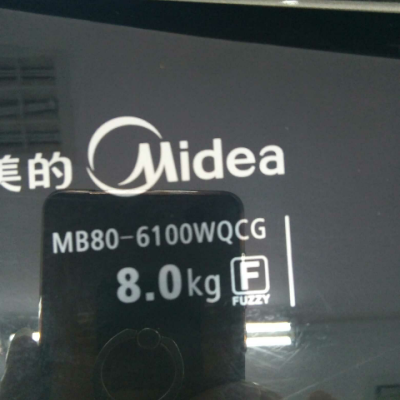 美的 Midea
MB80-6100WQCG
8.0kg F
FUZZY